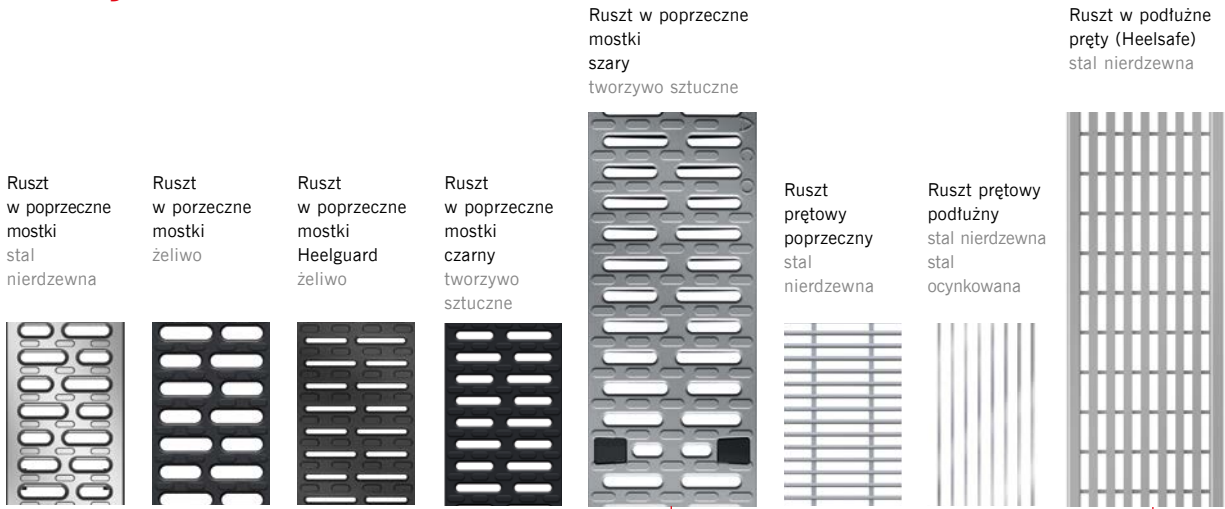 Ruszt w poprzeczne
mostki
szary
tworzywo sztuczne
Ruszt w podłużne
pręty (Heelsafe)
stal nierdzewna
Ruszt
w poprzeczne
mostki
stal
nierdzewna
Ruszt
w porzeczne
mostki
żeliwo
Ruszt
w poprzeczne
mostki
Heelguard
żeliwo
Ruszt
w poprzeczne
mostki
czarny
tworzywo
sztuczne
Ruszt
prętowy
poprzeczny
stal
nierdzewna
Ruszt prętowy
podłużny
stal nierdzewna
stal
ocynkowana
ACO